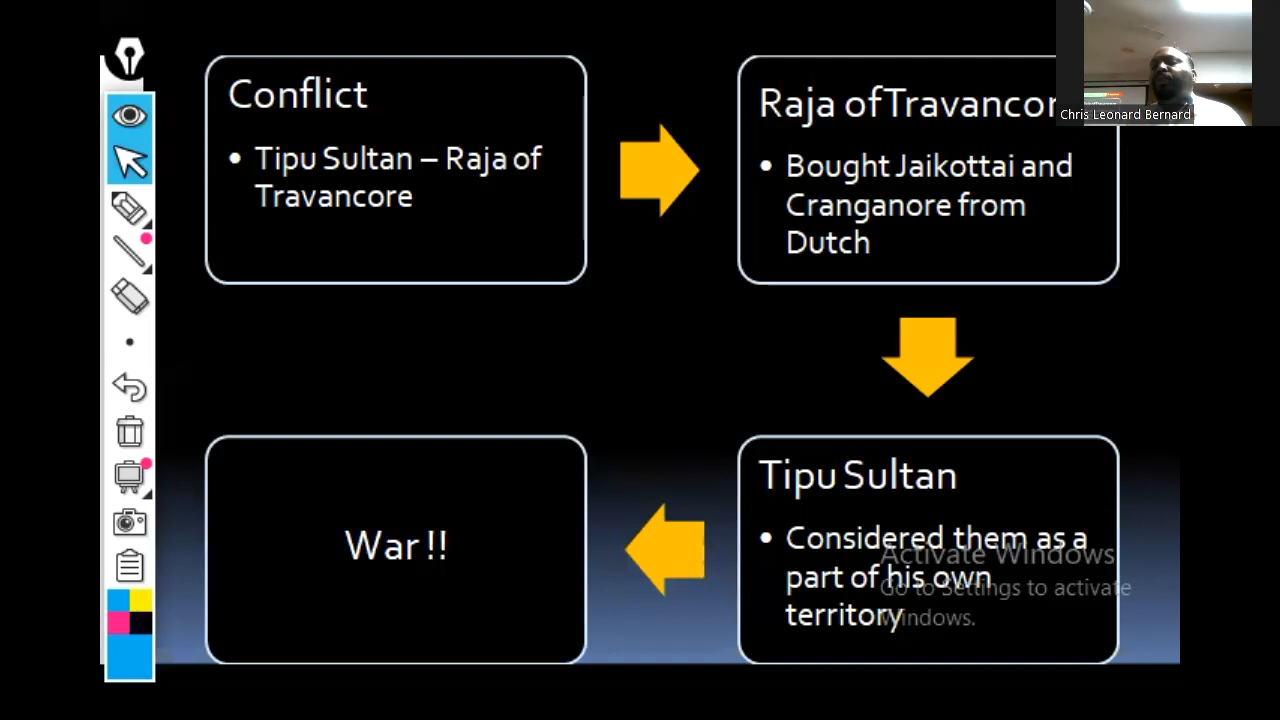 Conflict
• Tipu Sultan – Raja of
Travancore
Raja of Travancor
• Bought Jaikottai and
Cranganore from
Dutch
Chris Leonard Bernard
War !!
Tipu Sultan
• Considered them as a
part of his own
territory
Activate Windows
Go to Settings to activate
Windows.